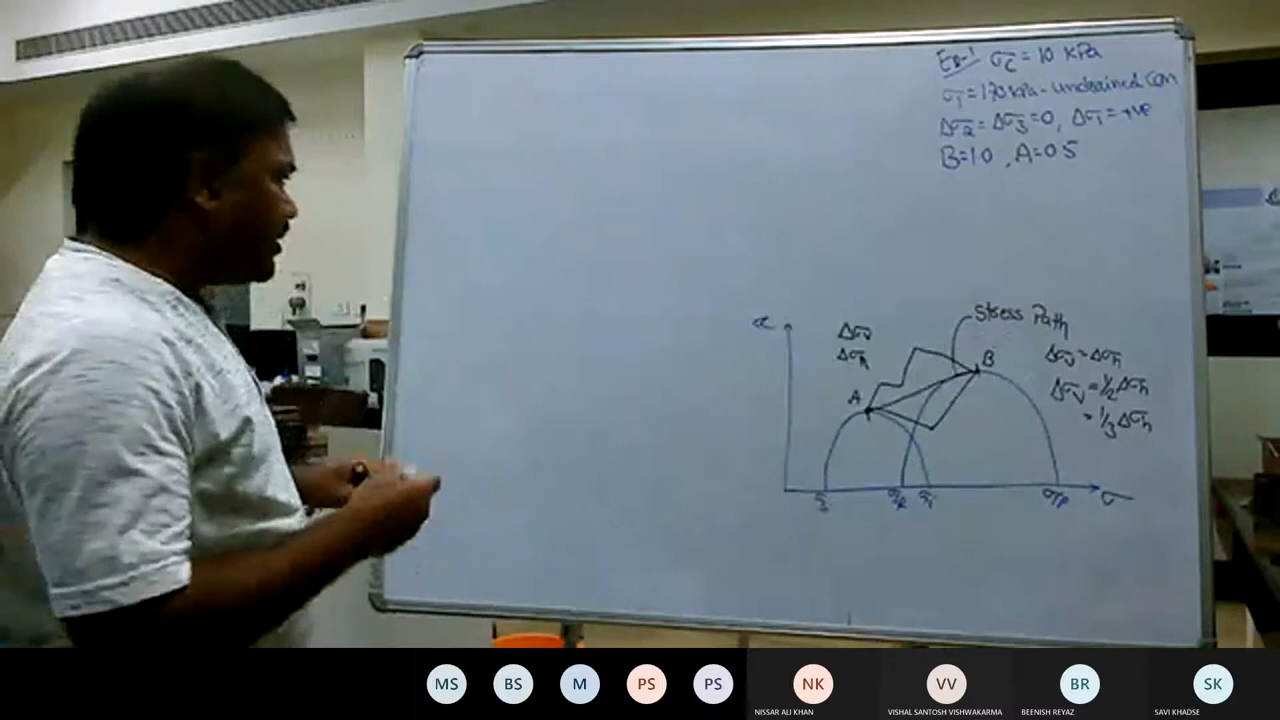 Ex-1 σc = 10 kPa
σ1 = 170 kPa - undrained Con
Δσ2 = Δσ3 = 0, Δσ1 = +ve
B=1.0, A=0.5
τ
Δσv
Δσh
Stress Path
A
B
Δσv = Δσh
Δσv = 1/2 Δσh
= 1/3 Δσh
σ3
σ1
σ
MS BS M PS PS NK VV BR SK
NISSAR ALI KHAN VISHAL SANTOSH VISHWAKARMA BEENISH REYAZ SAVI KHADSE